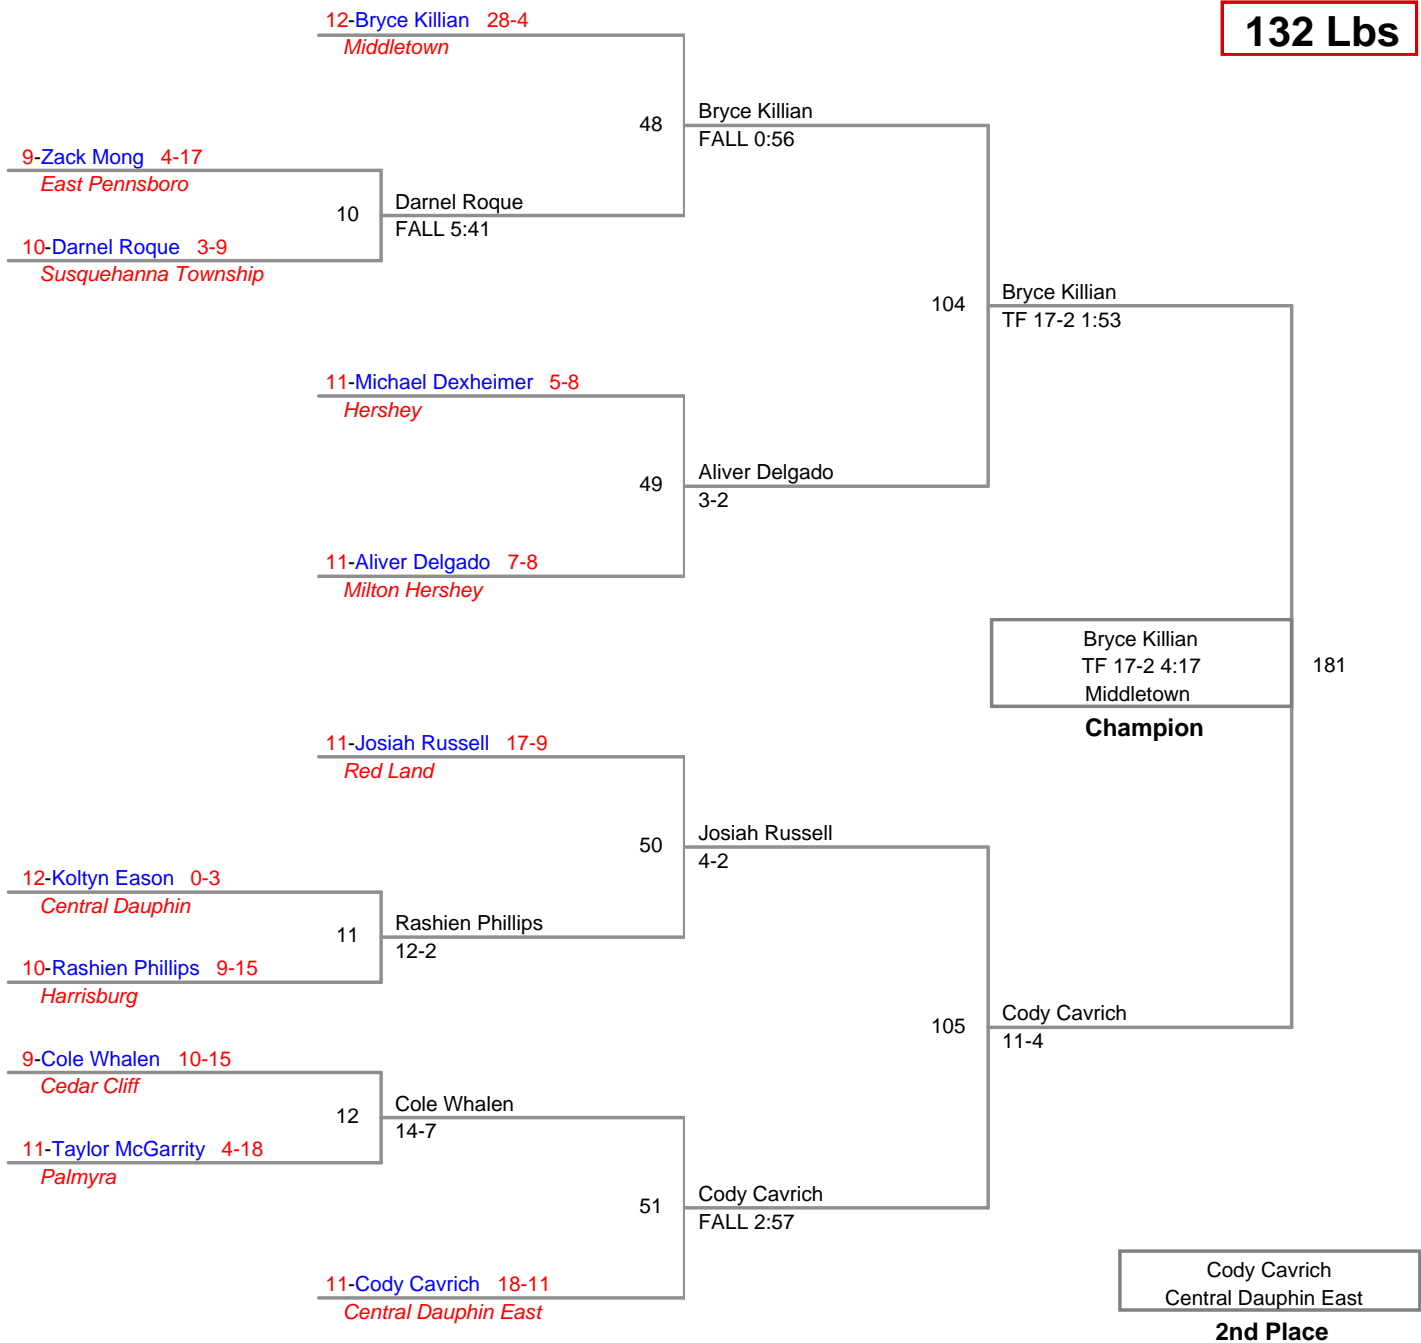 132 Lbs
12-Bryce Killian 28-4
Middletown
48
Bryce Killian
FALL 0:56
9-Zack Mong 4-17
East Pennsboro
10
Darnel Roque
FALL 5:41
10-Darnel Roque 3-9
Susquehanna Township
104
Bryce Killian
TF 17-2 1:53
11-Michael Dexheimer 5-8
Hershey
49
Aliver Delgado
3-2
11-Aliver Delgado 7-8
Milton Hershey
Bryce Killian
TF 17-2 4:17
Middletown
181
Champion
11-Josiah Russell 17-9
Red Land
50
Josiah Russell
4-2
12-Koltyn Eason 0-3
Central Dauphin
11
Rashien Phillips
12-2
10-Rashien Phillips 9-15
Harrisburg
105
Cody Cavrich
11-4
9-Cole Whalen 10-15
Cedar Cliff
12
Cole Whalen
14-7
11-Taylor McGarrity 4-18
Palmyra
51
Cody Cavrich
FALL 2:57
11-Cody Cavrich 18-11
Central Dauphin East
Cody Cavrich
Central Dauphin East
2nd Place